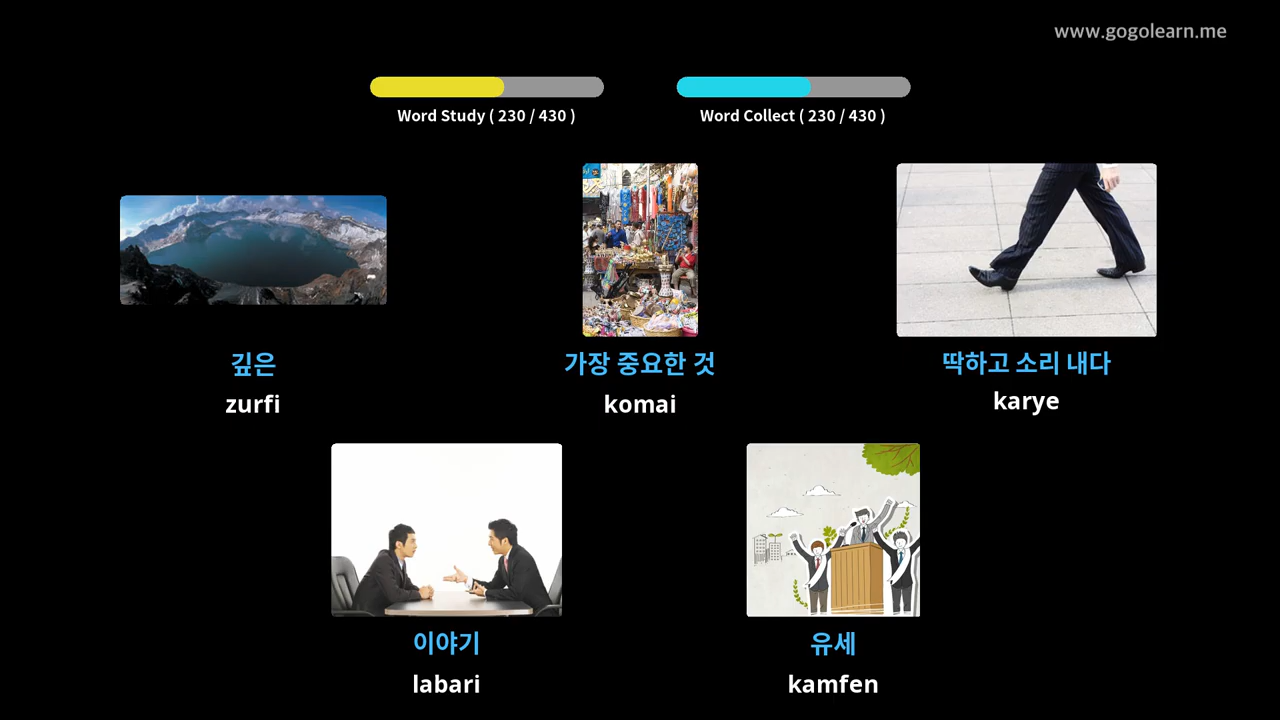 www.gogolearn.me
Word Study ( 230 / 430 )
Word Collect ( 230 / 430 )
깊은
zurfi
가장 중요한 것
komai
딱하고 소리 내다
karye
이야기
labari
유세
kamfen